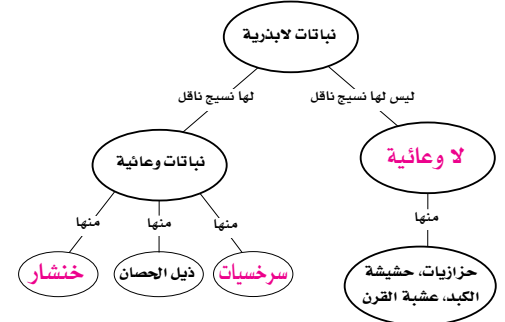 نباتات لابذرية
ليس لها نسيج ناقل
لها نسيج ناقل
لا وعائية
نباتات وعائية
منها
منها
منها
منها
حزازيات، حشيشة
الكبد، عشبة القرن
سرخسيات
ذيل الحصان
خنشار